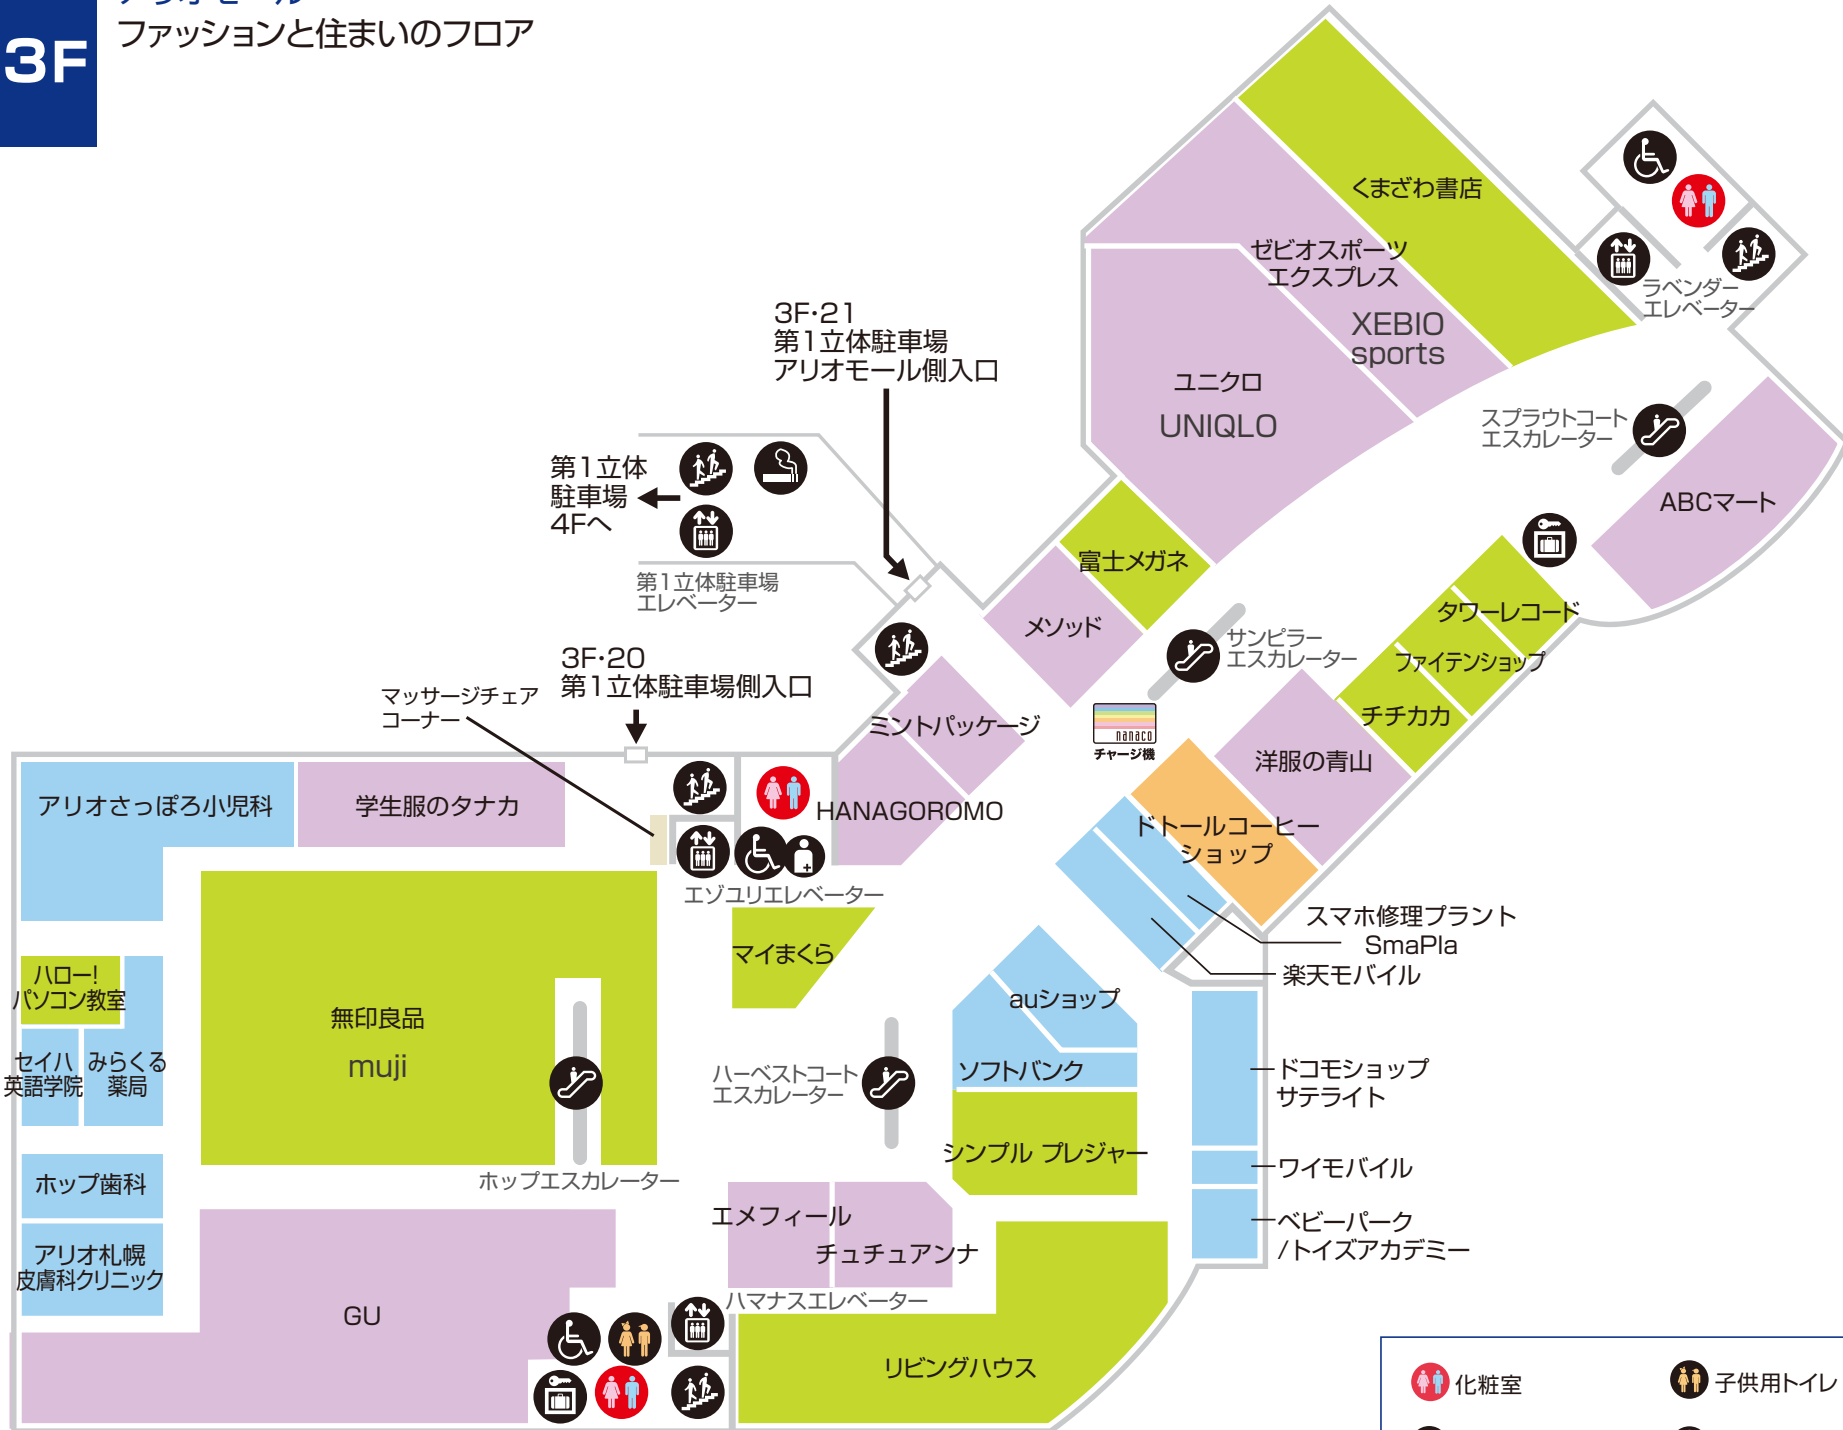 アリオモール
3F
ファッションと住まいのフロア
くまざわ書店
ゼビオスポーツ
エクスプレス
XEBIO
sports
ラベンダー
エレベーター
3F・21
第1立体駐車場
アリオモール側入口
ユニクロ
UNIQLO
スプラウトコート
エスカレーター
ABCマート
第1立体
駐車場
4Fへ
第1立体駐車場
エレベーター
富士メガネ
メソッド
サンピラー
エスカレーター
タワーレコード
ファイテンショップ
チチカカ
3F・20
第1立体駐車場側入口
マッサージチェア
コーナー
ミントパッケージ
nanaco
チャージ機
洋服の青山
アリオさっぽろ小児科
学生服のタナカ
HANAGOROMO
ドトールコーヒー
ショップ
エゾユリエレベーター
スマホ修理プラント
SmaPla
楽天モバイル
マイまくら
ハロー!
パソコン教室
無印良品
muji
auショップ
セイハ
英語学院
みらくる
薬局
ハーベストコート
エスカレーター
ソフトバンク
ドコモショップ
サテライト
シンプル プレジャー
ホップ歯科
ホップエスカレーター
ワイモバイル
エメフィール
チュチュアンナ
ベビーパーク
/トイズアカデミー
アリオ札幌
皮膚科クリニック
GU
ハマナスエレベーター
リビングハウス
化粧室
子供用トイレ